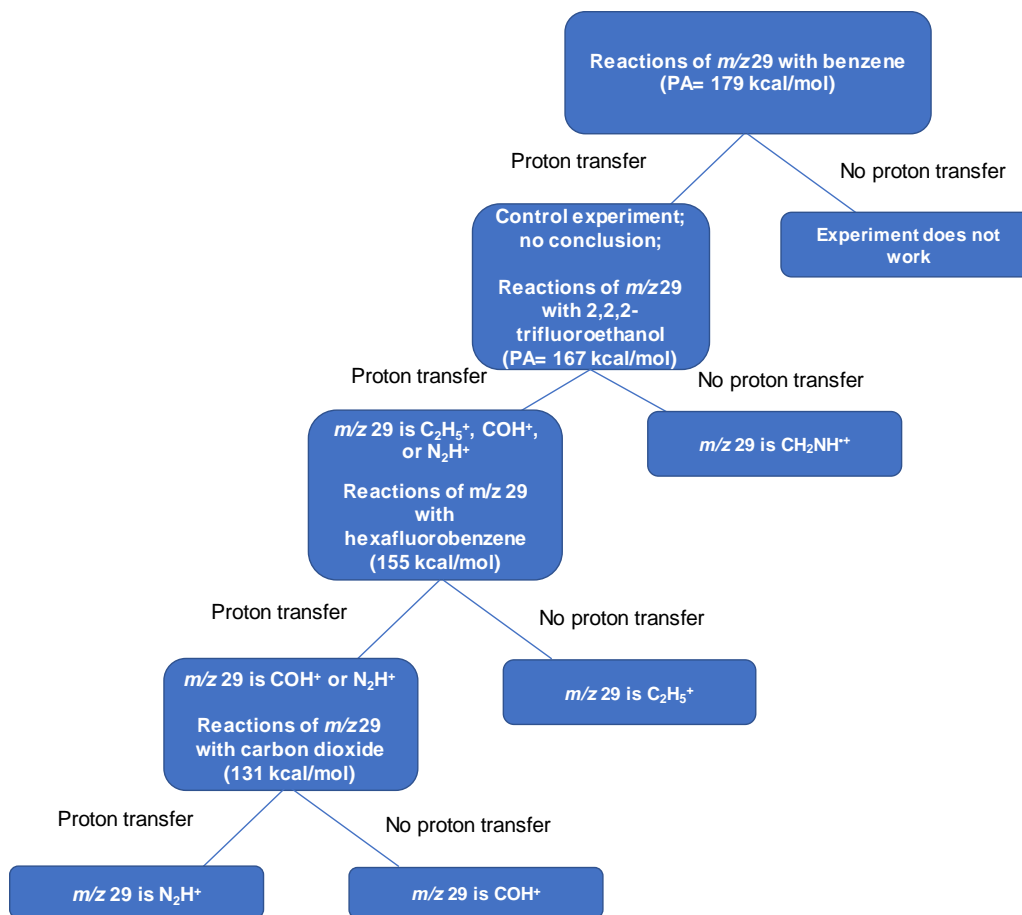 Reactions of m/z 29 with benzene
(PA= 179 kcal/mol)
Proton transfer
No proton transfer
Control experiment;
no conclusion;
Reactions of m/z 29
with 2,2,2-
trifluoroethanol
(PA= 167 kcal/mol)
Experiment does not
work
Proton transfer
No proton transfer
m/z 29 is C₂H₅⁺, COH⁺,
or N₂H⁺
Reactions of m/z 29
with
hexafluorobenzene
(155 kcal/mol)
m/z 29 is CH₂NH•⁺
Proton transfer
No proton transfer
m/z 29 is COH⁺ or N₂H⁺
Reactions of m/z 29
with carbon dioxide
(131 kcal/mol)
m/z 29 is C₂H₅⁺
Proton transfer
No proton transfer
m/z 29 is N₂H⁺
m/z 29 is COH⁺